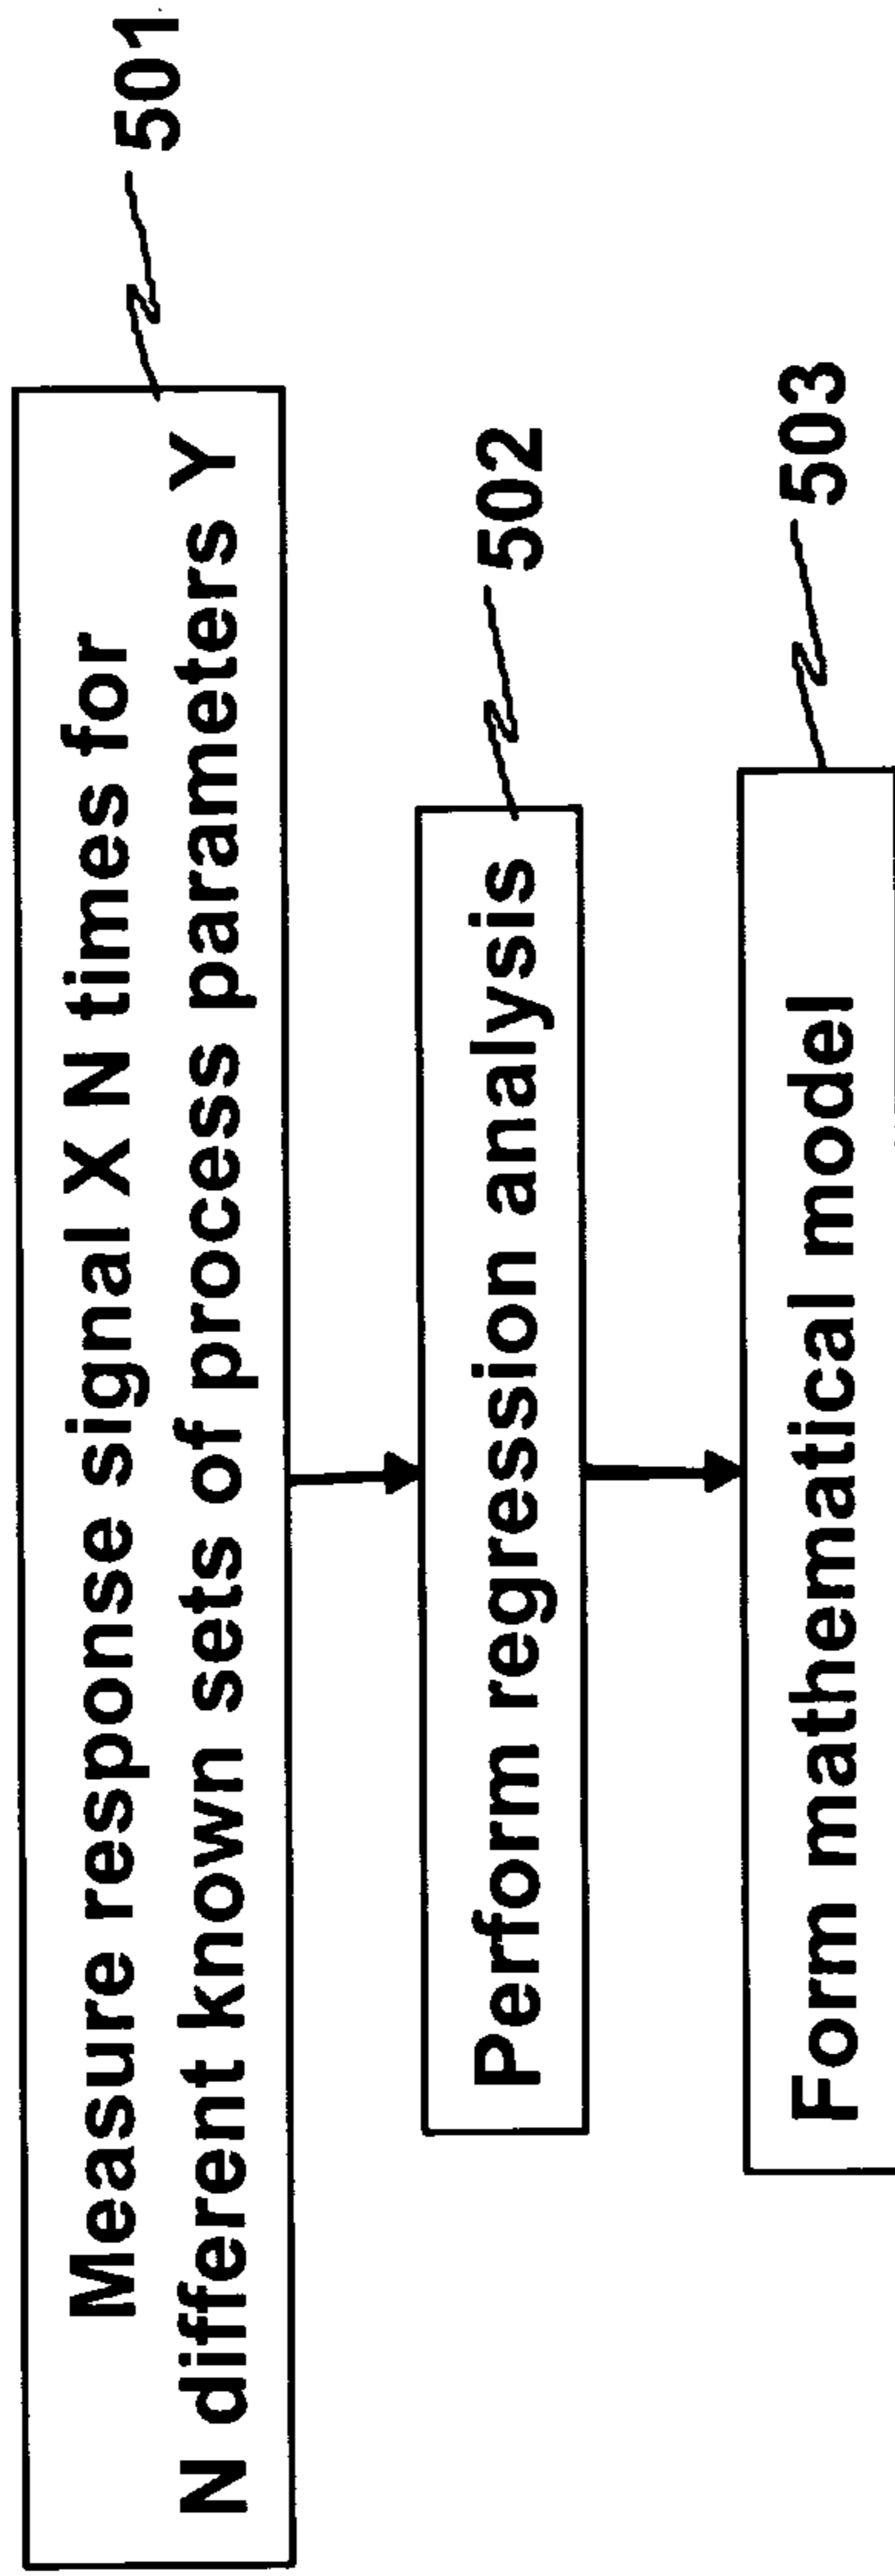 Measure response signal X N times for
N different known sets of process parameters Y
501
Perform regression analysis
502
Form mathematical model
503